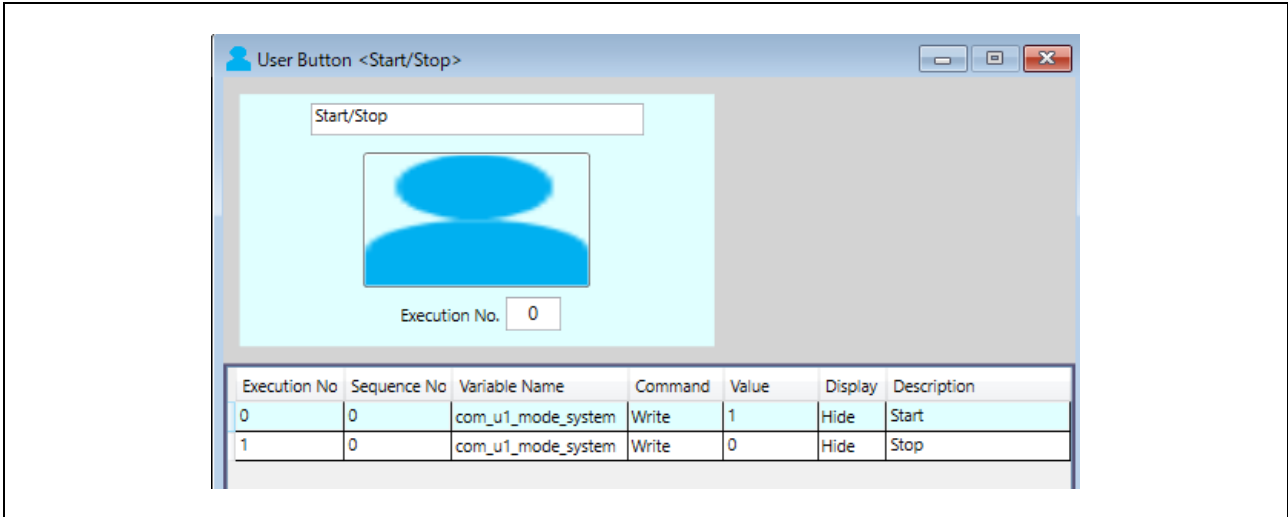 User Button <Start/Stop>
Start/Stop
Execution No. 0
Execution No Sequence No Variable Name Command Value Display Description
0 0 com_u1_mode_system Write 1 Hide Start
1 0 com_u1_mode_system Write 0 Hide Stop